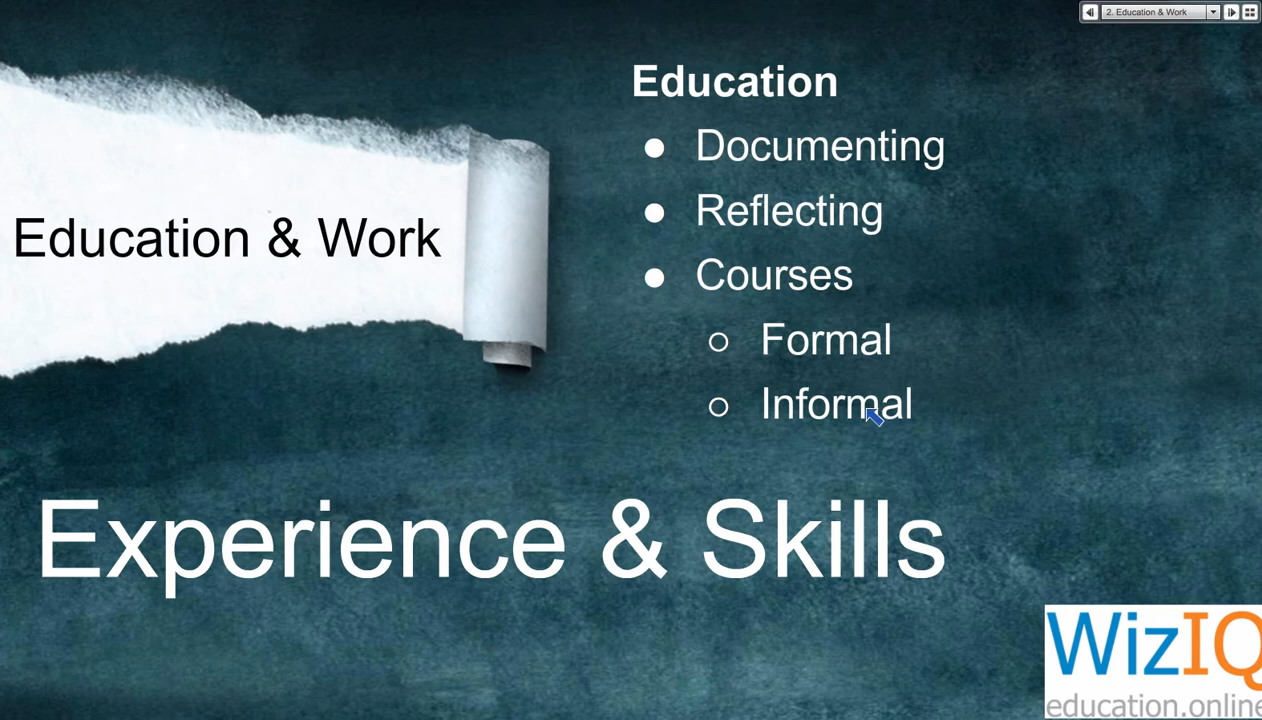 2. Education & Work
Education
Documenting
Reflecting
Courses
Formal
Informal
Education & Work
Experience & Skills
WizIQ
education.online